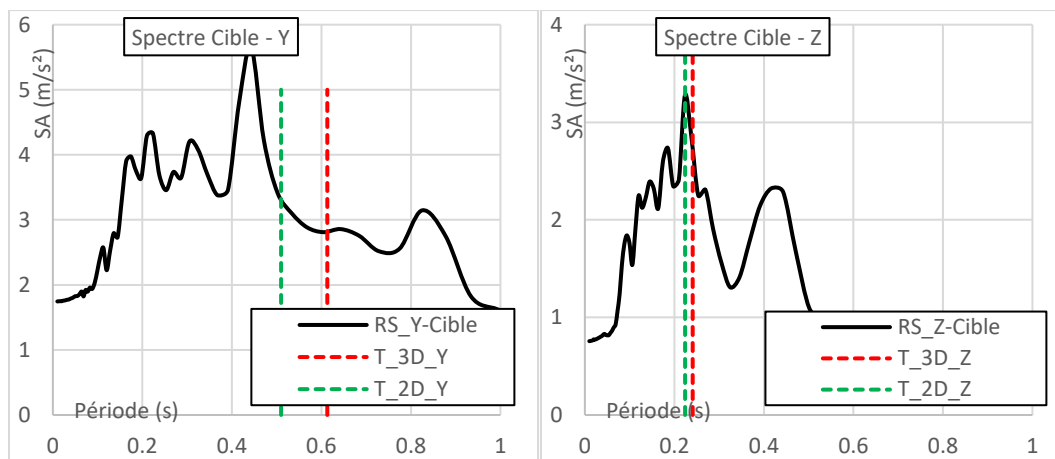 Spectre Cible - Y
SA (m/s²)
6
5
4
3
2
1
0
RS_Y-Cible
T_3D_Y
T_2D_Y
Période (s)
0 0.2 0.4 0.6 0.8 1
Spectre Cible - Z
SA (m/s²)
4
3
2
1
0
RS_Z-Cible
T_3D_Z
T_2D_Z
Période (s)
0 0.2 0.4 0.6 0.8 1